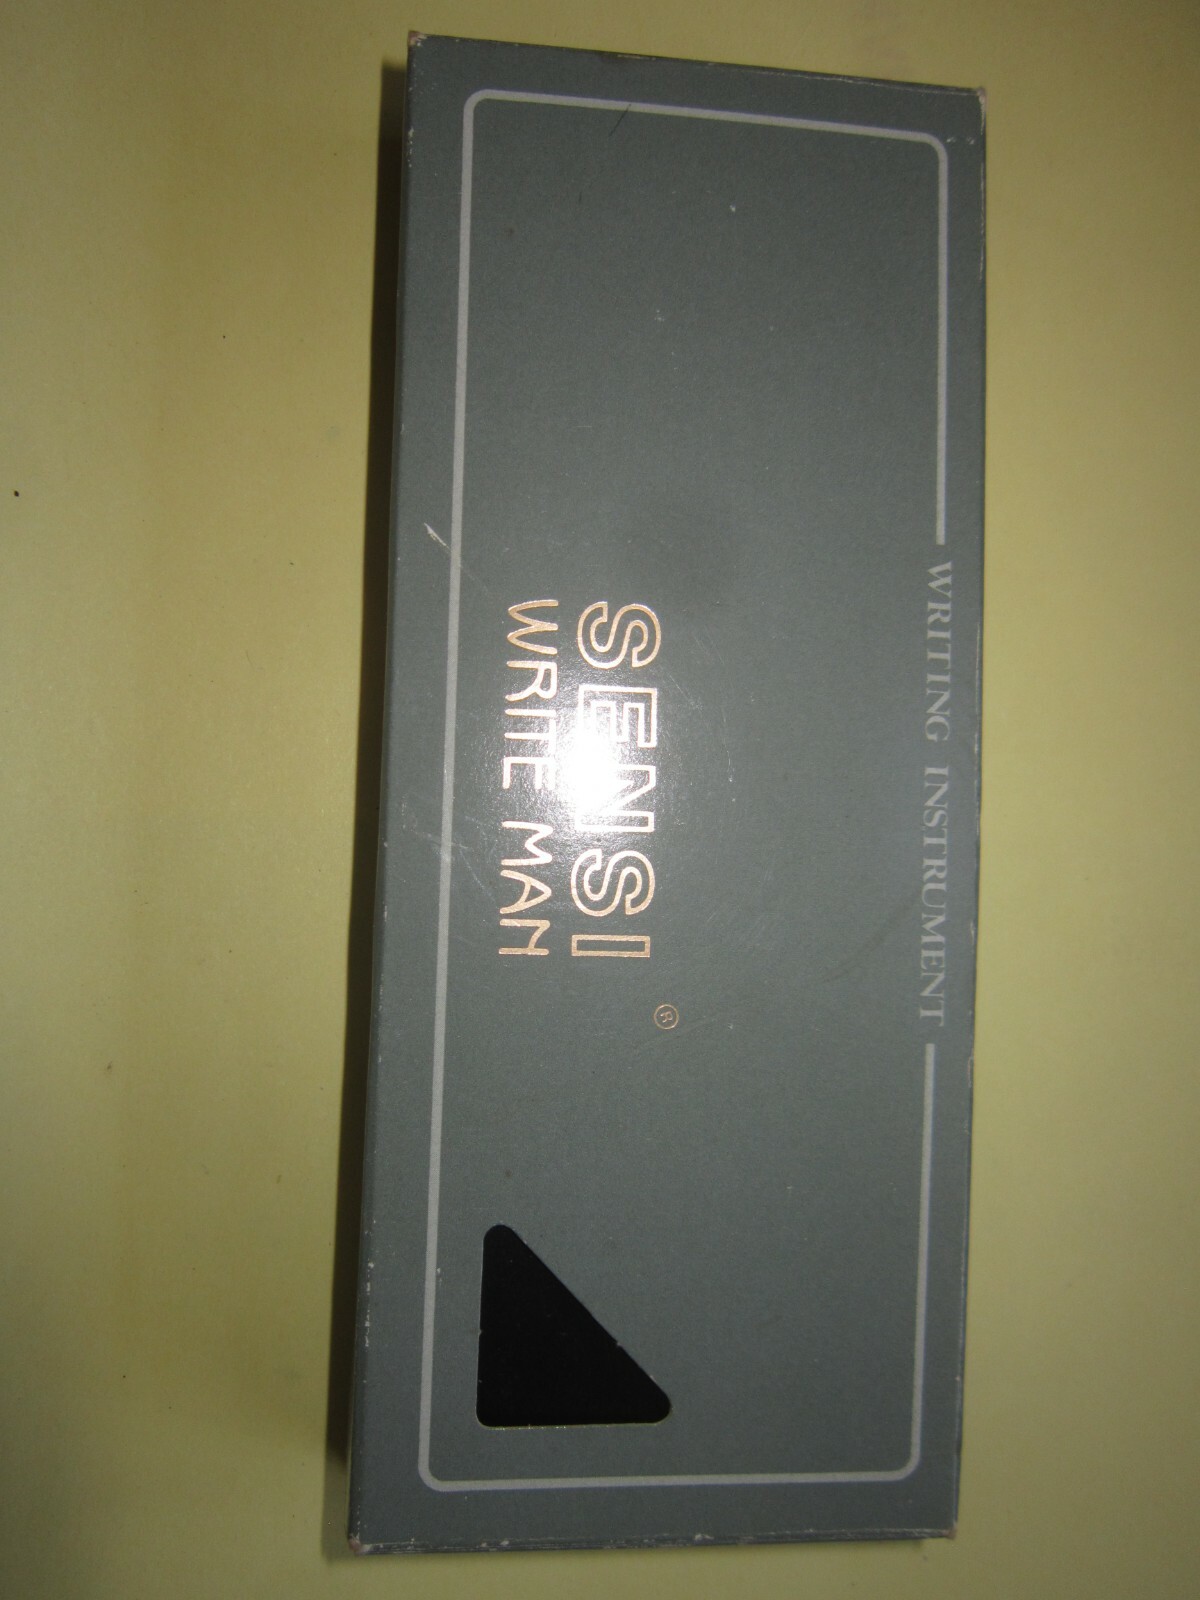 WRITING INSTRUMENT
SENSI ®
WRITE MAN